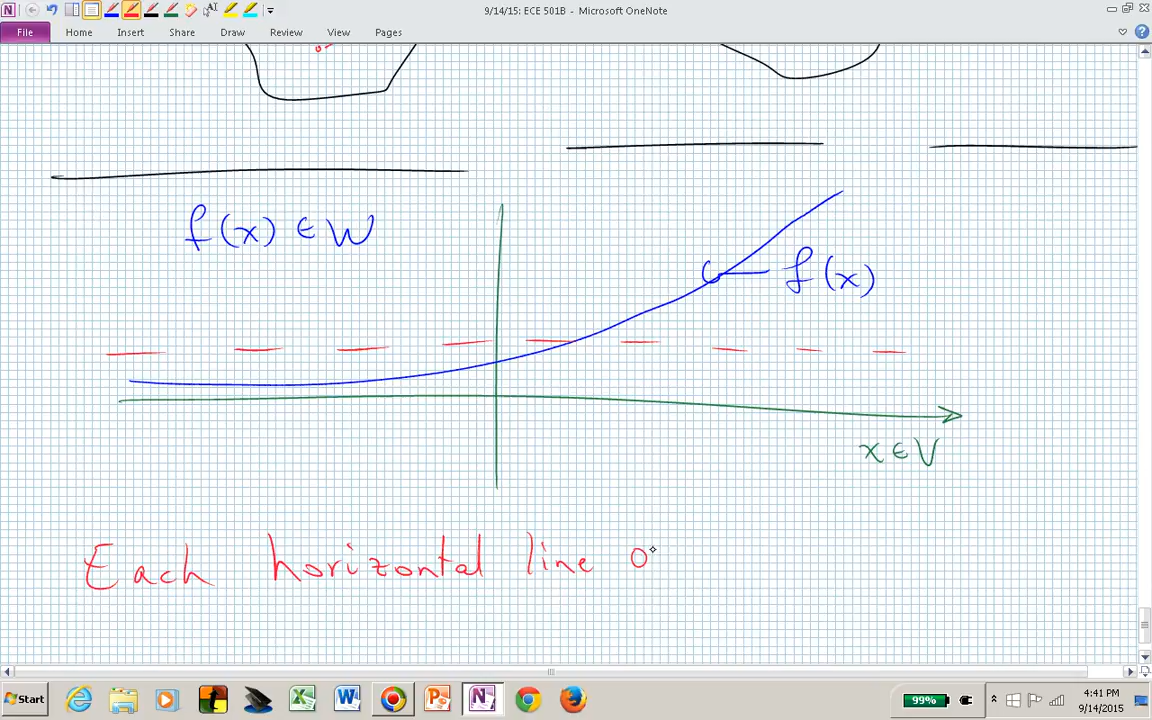 9/14/15: ECE 501B - Microsoft OneNote
File Home Insert Share Draw Review View Pages
f(x) ∈ W
f(x)
x ∈ V
Each horizontal line o
Start
99%
4:41 PM
9/14/2015